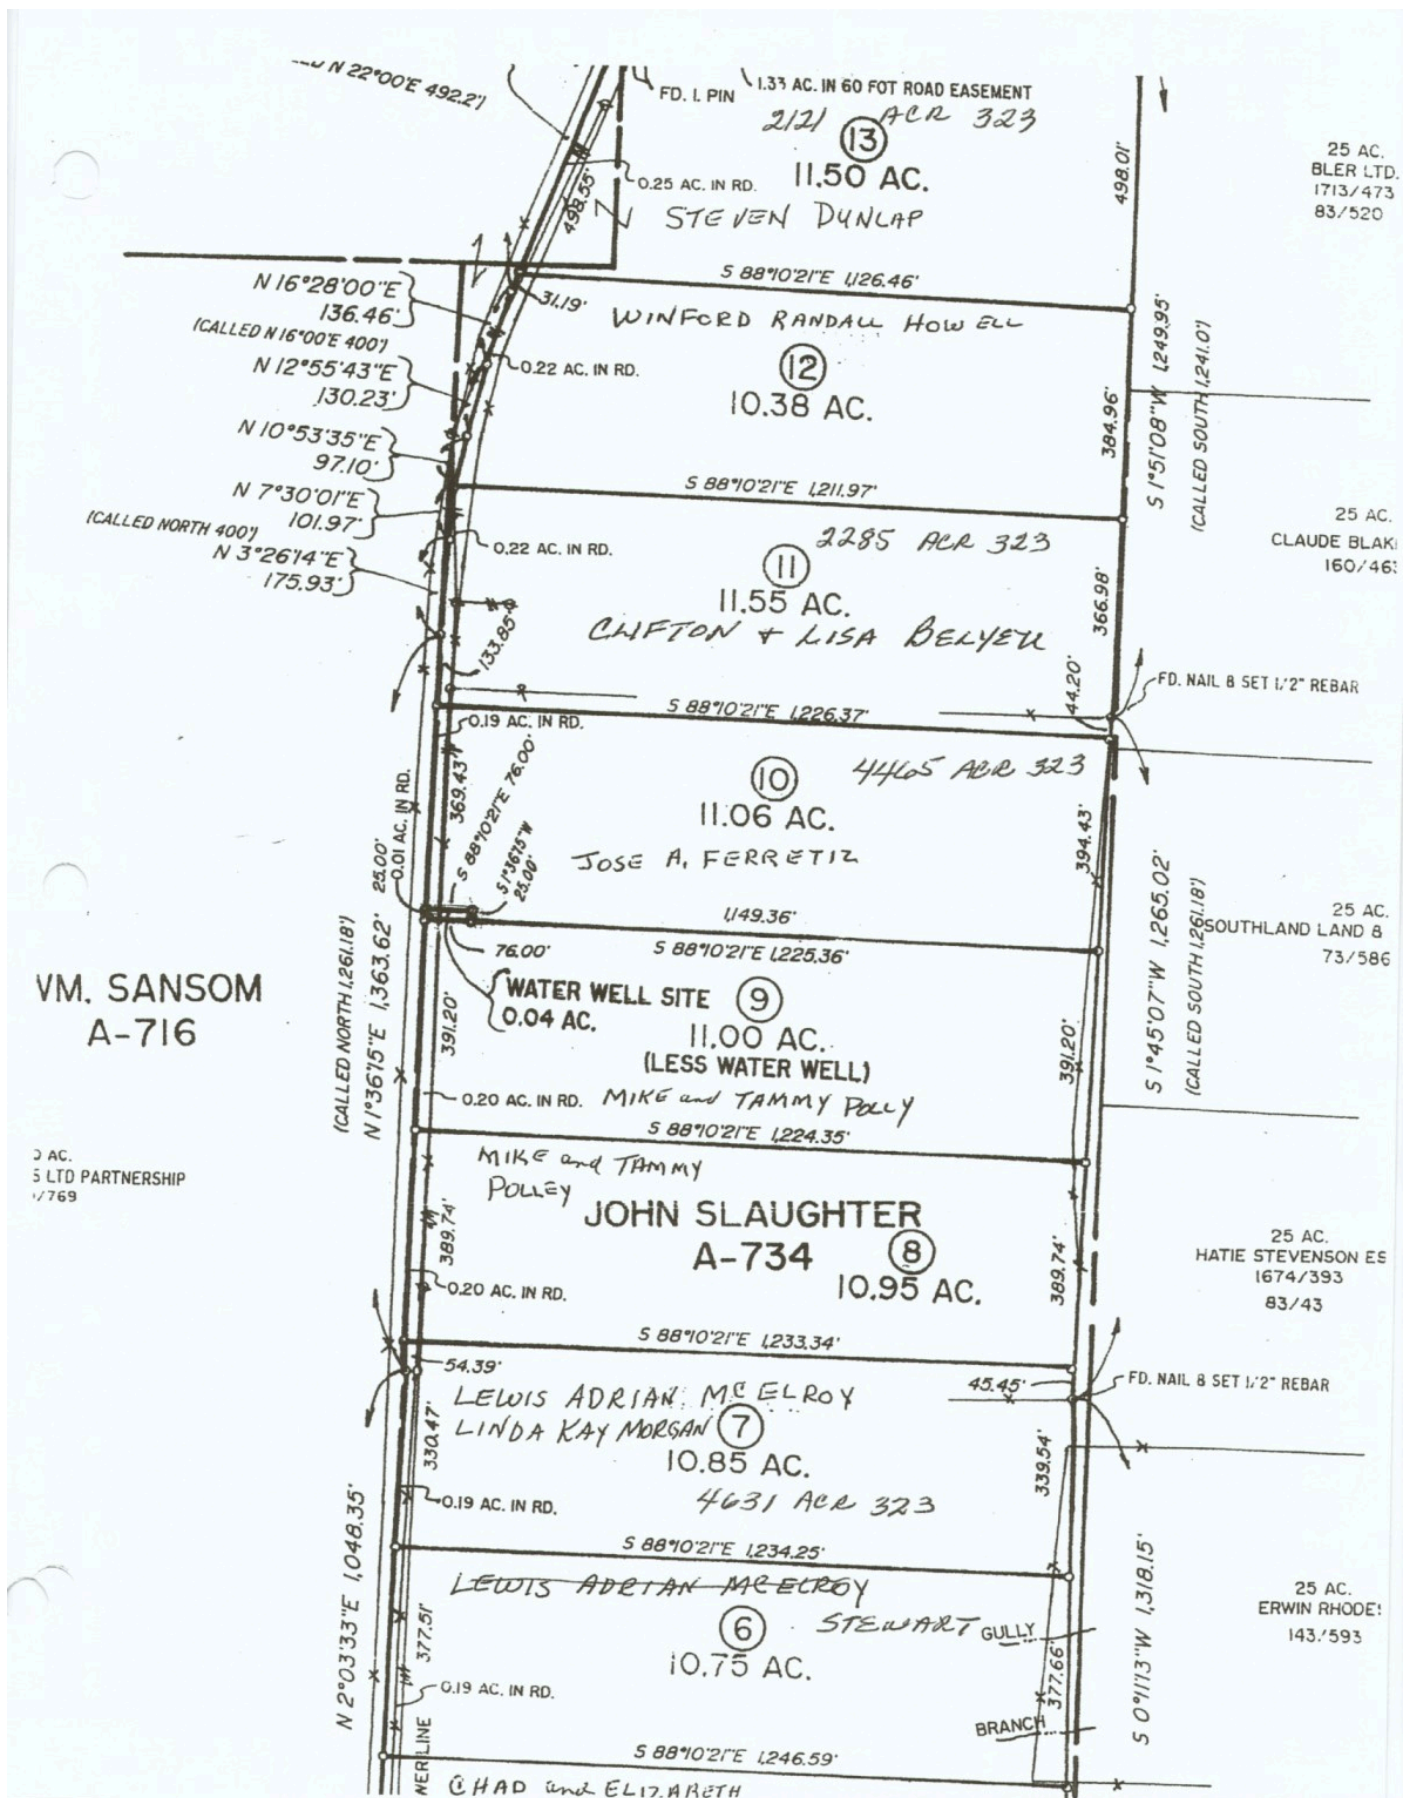 N 22°00'E 492.2')
FD. I. PIN
1.33 AC. IN 60 FOT ROAD EASEMENT
2121 ACR 323
13
11.50 AC.
0.25 AC. IN RD.
498.55'
STEVEN DUNLAP
498.01'
25 AC.
BLER LTD.
1713/473
83/520
S 88°10'21"E 1,126.46'
N 16°28'00"E
136.46'
(CALLED N 16°00'E 400')
31.19'
WINFORD RANDALL HOWELL
12
10.38 AC.
0.22 AC. IN RD.
N 12°55'43"E
130.23'
N 10°53'35"E
97.10'
384.96'
S 1°51'08"W 1,249.95'
(CALLED SOUTH 1,241.0')
S 88°10'21"E 1,211.97'
N 7°30'01"E
101.97'
(CALLED NORTH 400')
N 3°26'14"E
175.93'
0.22 AC. IN RD.
2285 ACR 323
11
11.55 AC.
CLIFTON + LISA BELYEU
133.85'
366.98'
25 AC.
CLAUDE BLAK
160/46
44.20'
FD. NAIL & SET 1/2" REBAR
S 88°10'21"E 1,226.37'
0.19 AC. IN RD.
4465 ACR 323
10
11.06 AC.
JOSE A. FERRETIZ
369.43'
S 88°10'21"E 76.00'
S 1°36'15"W
25.00'
25.00'
0.01 AC. IN RD.
394.43'
1,149.36'
S 88°10'21"E 1,225.36'
76.00'
S 1°45'07"W 1,265.02'
(CALLED SOUTH 1,261.18')
25 AC.
SOUTHLAND LAND &
73/586
VM. SANSOM
A-716
(CALLED NORTH 1,261.18')
N 1°36'15"E 1,363.62'
WATER WELL SITE
0.04 AC.
9
11.00 AC.
(LESS WATER WELL)
391.20'
391.20'
0.20 AC. IN RD.
MIKE and TAMMY POLLY
S 88°10'21"E 1,224.35'
AC.
S LTD PARTNERSHIP
/769
MIKE and TAMMY
POLLEY
JOHN SLAUGHTER
A-734
8
10.95 AC.
389.74'
389.74'
0.20 AC. IN RD.
25 AC.
HATIE STEVENSON ES
1674/393
83/43
S 88°10'21"E 1,233.34'
54.39'
45.45'
FD. NAIL & SET 1/2" REBAR
LEWIS ADRIAN MCELROY
LINDA KAY MORGAN
7
10.85 AC.
4631 ACR 323
330.47'
339.54'
0.19 AC. IN RD.
S 88°10'21"E 1,234.25'
N 2°03'33"E 1,048.35'
LEWIS ADRIAN MCELROY
STEWART
6
10.75 AC.
GULLY
BRANCH
377.51'
377.66'
0.19 AC. IN RD.
S 0°11'13"W 1,318.15'
25 AC.
ERWIN RHODES
143/593
S 88°10'21"E 1,246.59'
WER LINE
CHAD and ELIZABETH